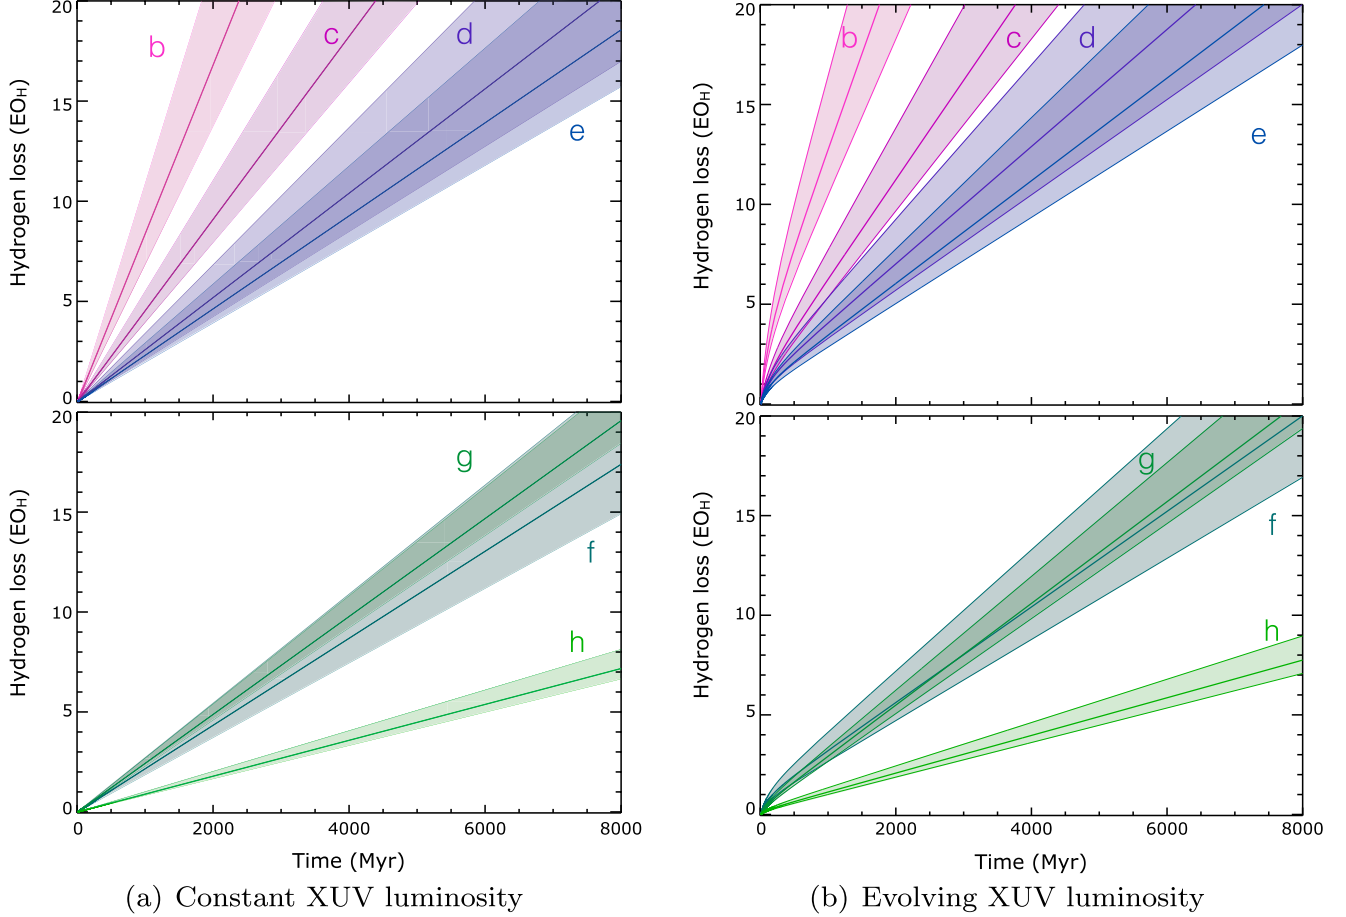 20
15
10
5
0
Hydrogen loss (EOH)
b
c
d
e
20
15
10
5
0
Hydrogen loss (EOH)
b
c
d
e
20
15
10
5
0
Hydrogen loss (EOH)
g
f
h
0 2000 4000 6000 8000
Time (Myr)
20
15
10
5
0
Hydrogen loss (EOH)
g
f
h
0 2000 4000 6000 8000
Time (Myr)
(a) Constant XUV luminosity
(b) Evolving XUV luminosity